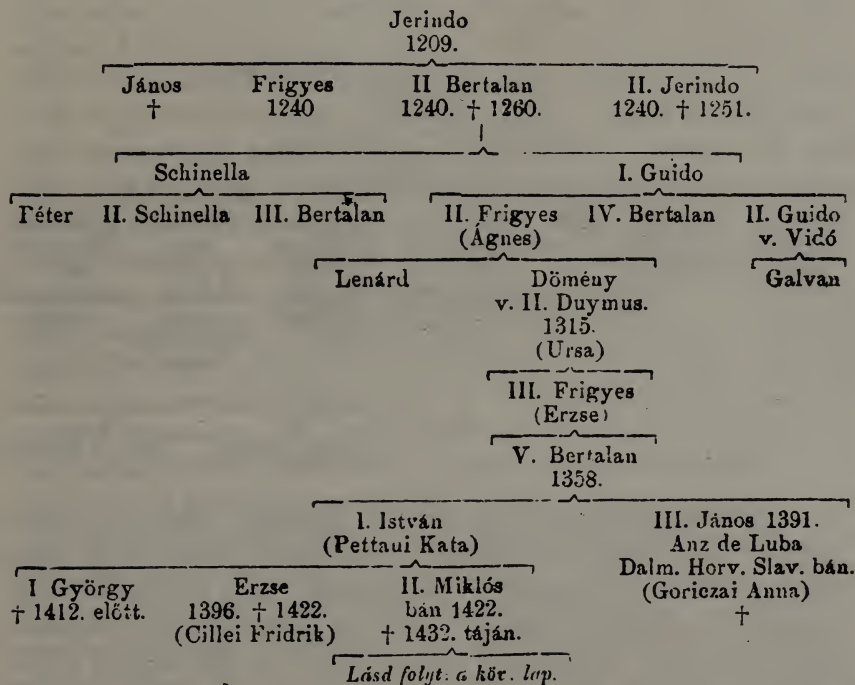 Jerindo
1209.
János Frigyes II Bertalan II. Jerindo
† 1240 1240. † 1260. 1240. † 1251.
Schinella I. Guido
Péter II. Schinella III. Bertalan II. Frigyes IV. Bertalan II. Guido
(Ágnes) v. Vidó
Lenárd Dömény Galvan
v. II. Duymus.
1315.
(Ursa)
III. Frigyes
(Erzse)
V. Bertalan
1358.
I. István III. János 1391.
(Pettaui Kata) Anz de Luba
Dalm. Horv. Slav. bán.
I György Erzse II. Miklós (Goriczai Anna)
† 1412. előtt. 1396. † 1422. bán 1422. †
(Cillei Fridrik) † 1432. táján.
Lásd folyt. a köv. lap.